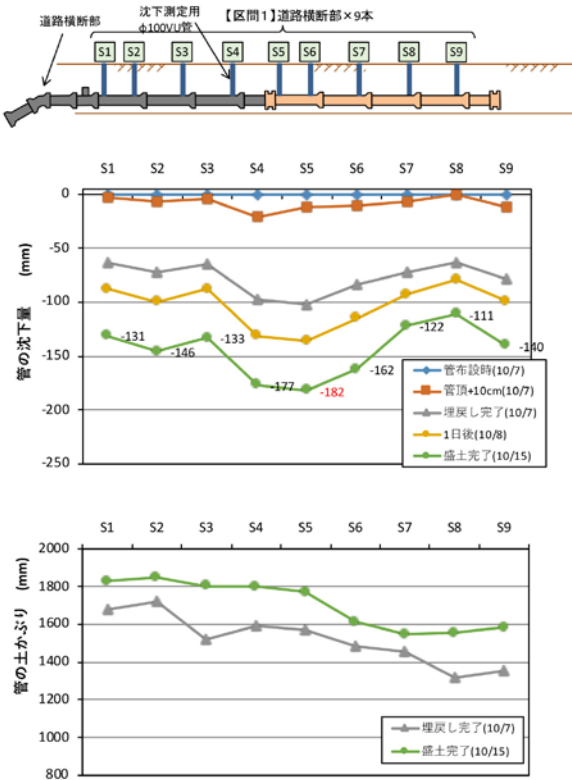 道路横断部
沈下測定用
φ100VU管
【区間1】道路横断部×9本
S1 S2 S3 S4 S5 S6 S7 S8 S9
S1 S2 S3 S4 S5 S6 S7 S8 S9
管の沈下量 (mm)
0
-50
-100
-150
-200
-250
-131
-146
-133
-177
-182
-162
-122
-111
-140
管布設時(10/7)
管頂+10cm(10/7)
埋戻し完了(10/7)
1日後(10/8)
盛土完了(10/15)
S1 S2 S3 S4 S5 S6 S7 S8 S9
管の土かぶり (mm)
2000
1800
1600
1400
1200
1000
800
埋戻し完了(10/7)
盛土完了(10/15)